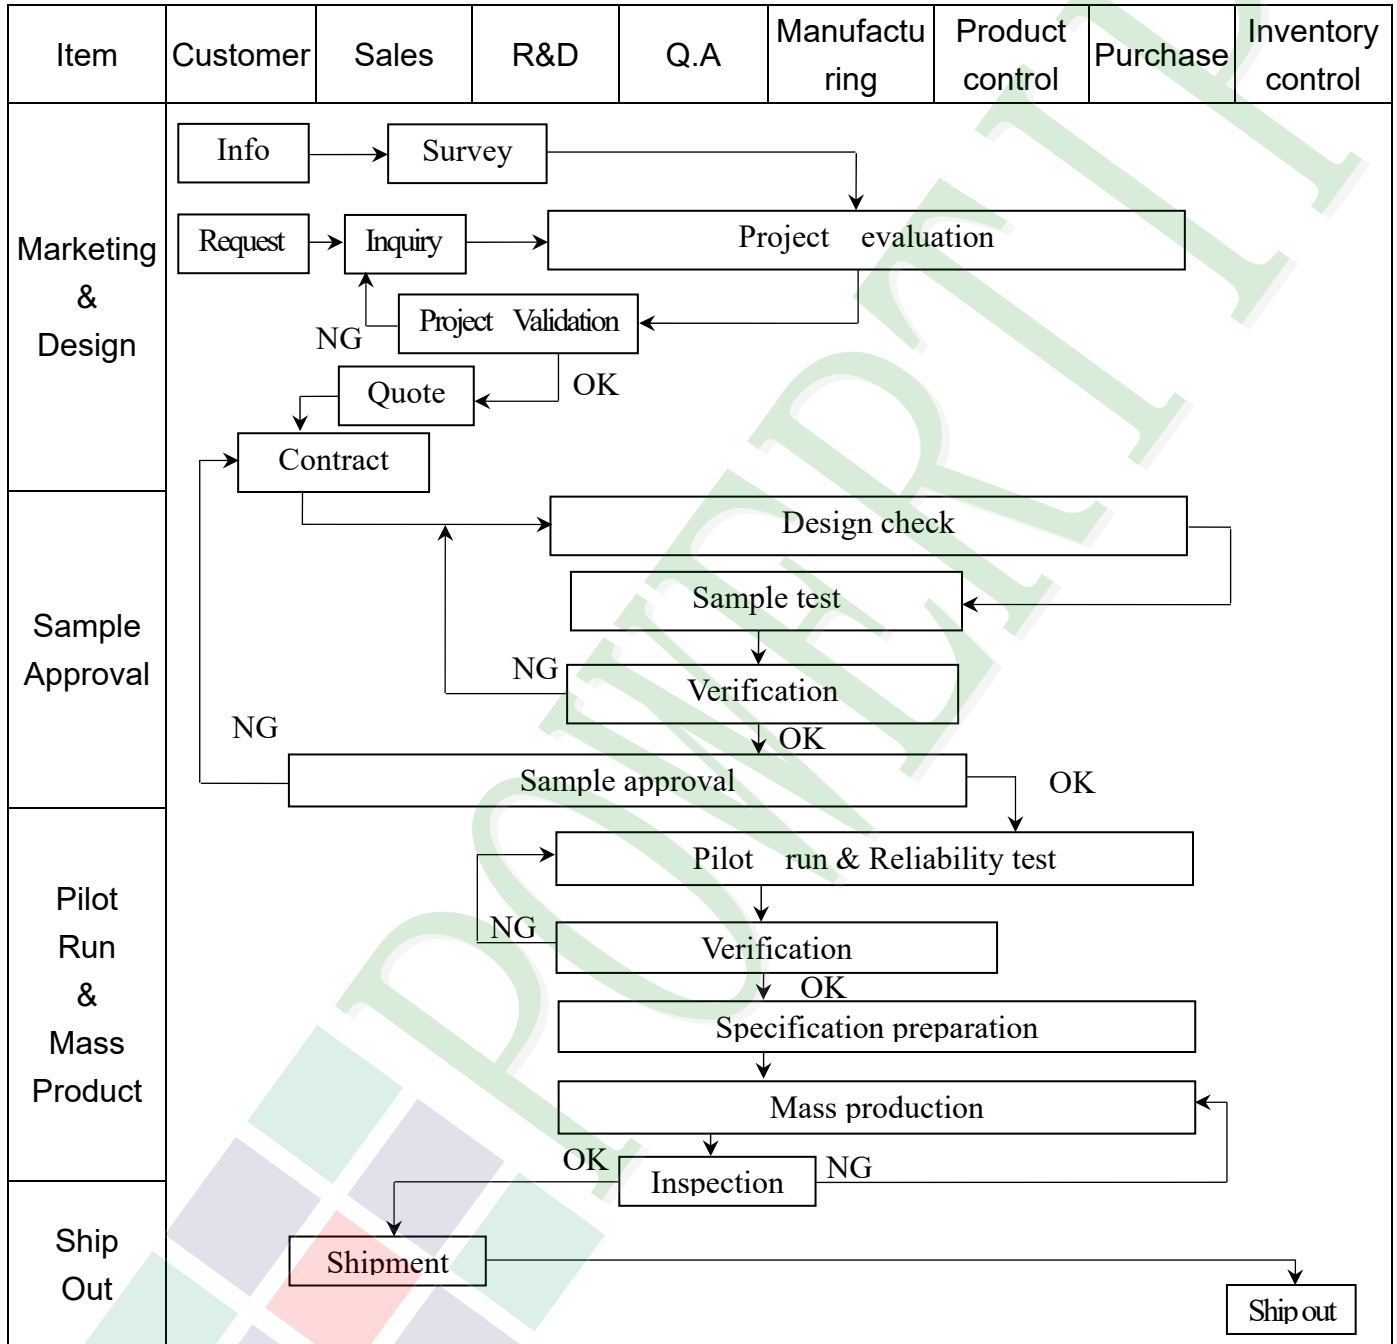 Item Customer Sales R&D Q.A Manufactu Product Purchase Inventory
ring control control
Info Survey
Marketing
&
Design
Request Inquiry Project evaluation
NG Project Validation
Quote OK
Contract
Sample
Approval
Design check
Sample test
NG Verification
NG OK
Sample approval OK
Pilot
Run
&
Mass
Product
Pilot run & Reliability test
NG Verification
OK
Specification preparation
Mass production
OK Inspection NG
Ship
Out
Shipment
Ship out
POWERTIP